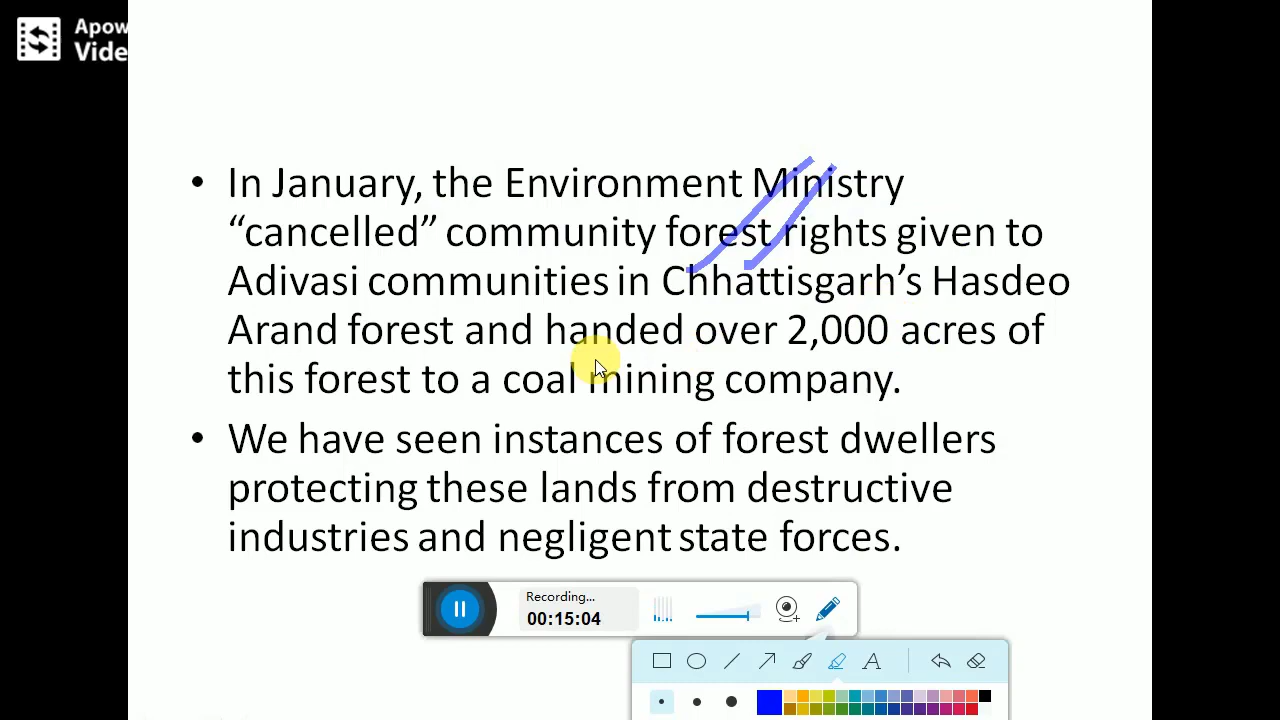 Apow
Vide
• In January, the Environment Ministry
“cancelled” community forest rights given to
Adivasi communities in Chhattisgarh’s Hasdeo
Arand forest and handed over 2,000 acres of
this forest to a coal mining company.
• We have seen instances of forest dwellers
protecting these lands from destructive
industries and negligent state forces.
Recording...
00:15:04
A